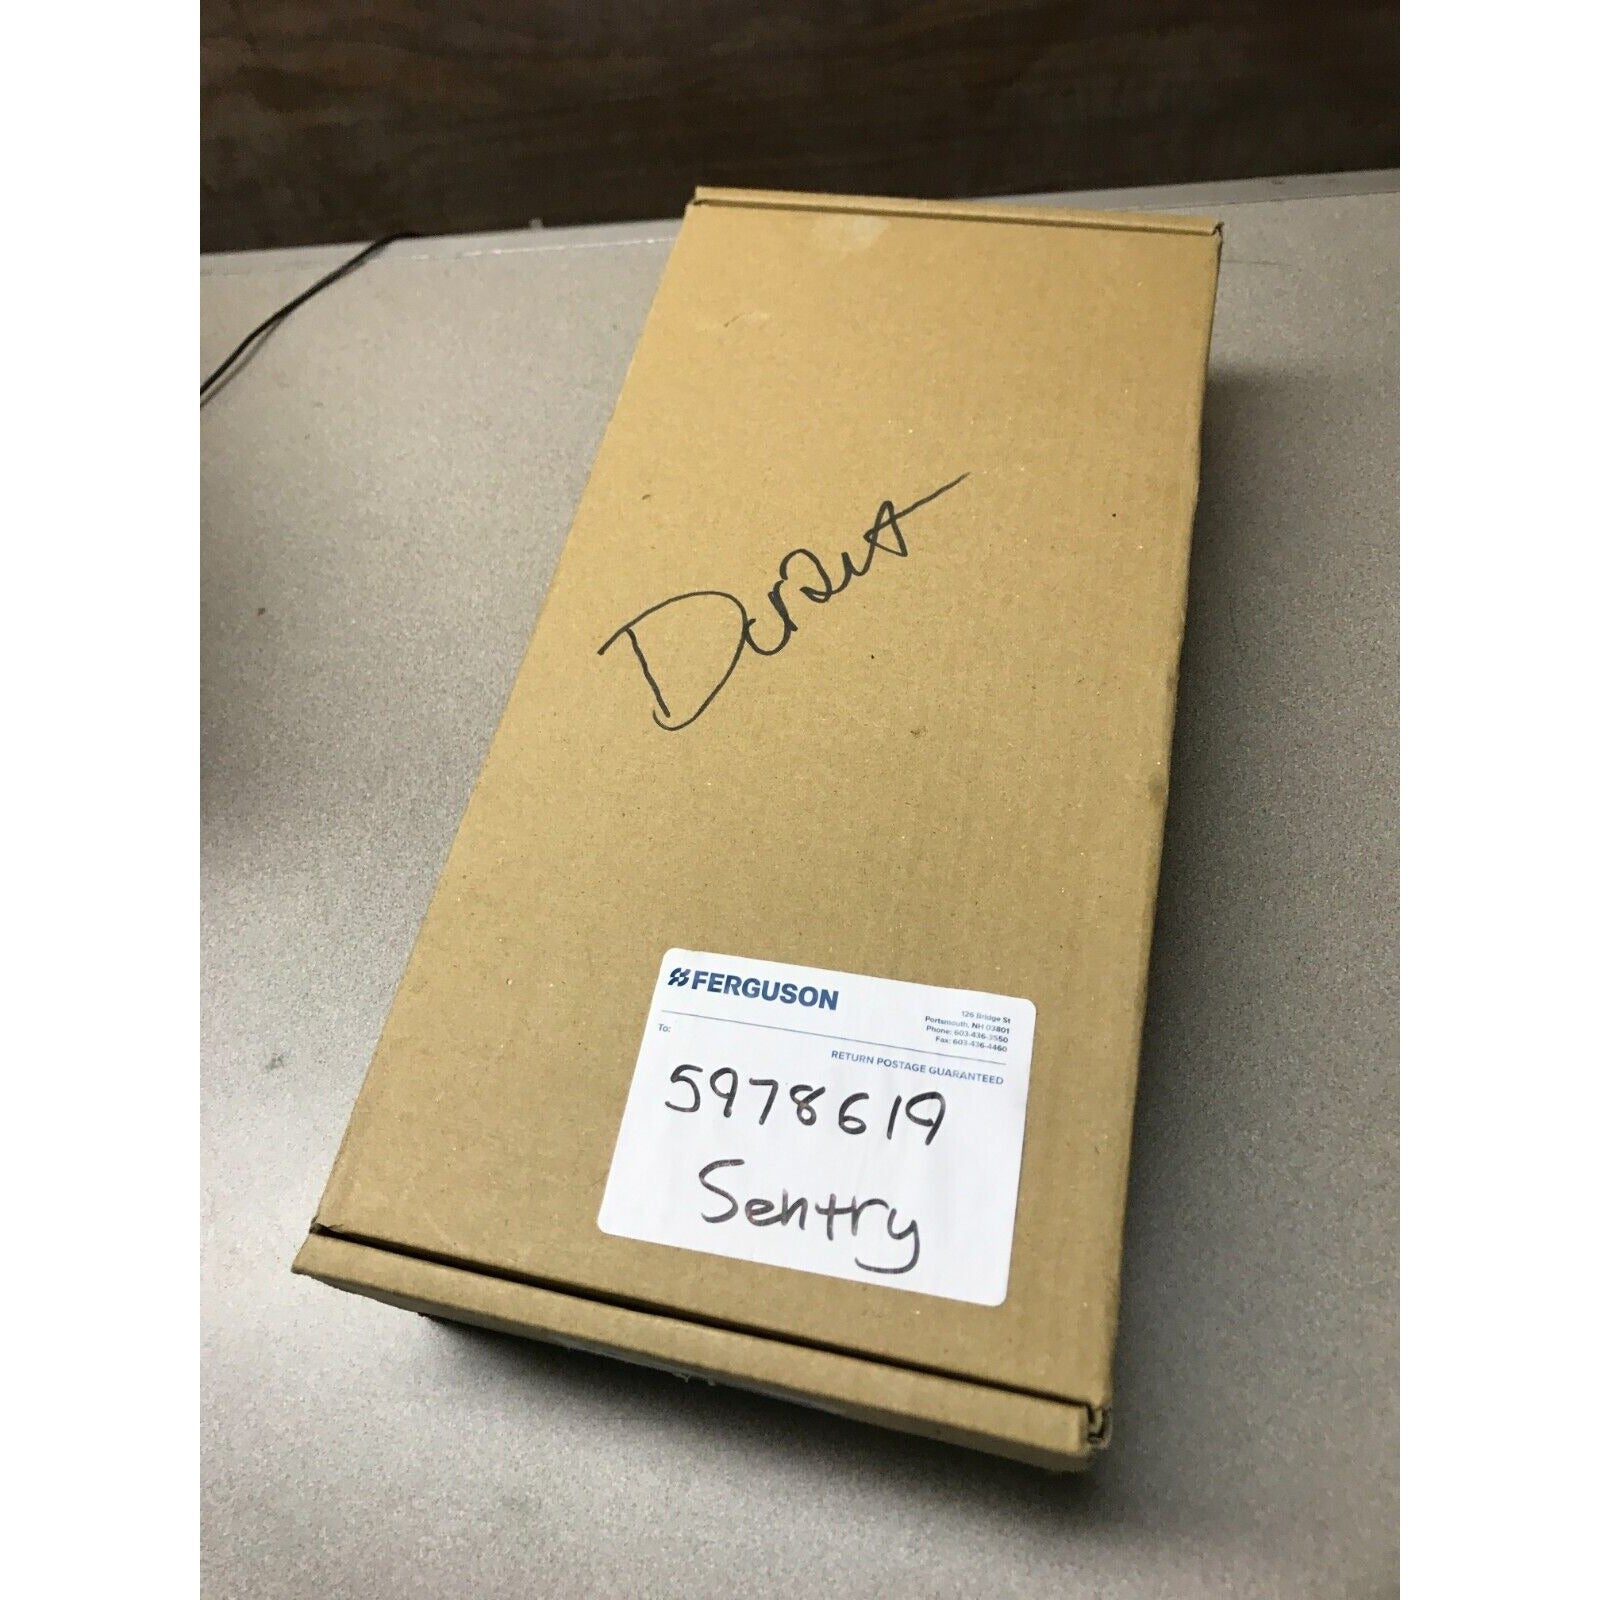 FERGUSON
126 Bridge St
Portsmouth, NH 03801
Phone: 603-436-3550
Fax: 603-436-4460
To:
RETURN POSTAGE GUARANTEED
5978619
Sentry